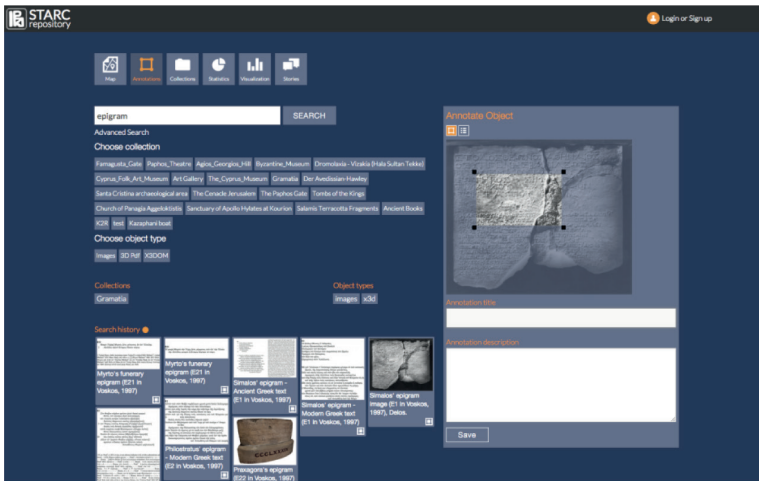 STARC
repository
Login or Sign up
Map
Annotations
Collections
Statistics
Visualization
Stories
epigram
SEARCH
Advanced Search
Choose collection
Famagusta_Gate Paphos_Theatre Agios_Georgios_Hill Byzantine_Museum Dromolaxia - Vizakia (Hala Sultan Tekke)
Cyprus_Folk_Art_Museum Art Gallery The_Cyprus_Museum Gramatia Der Avedissian-Hawley
Santa Cristina archaeological area The Cenacle Jerusalem The Paphos Gate Tombs of the Kings
Church of Panagia Aggeloktistis Sanctuary of Apollo Hylates at Kourion Salamis Terracotta Fragments Ancient Books
K2R test Kazaphani boat
Choose object type
Images 3D Pdf X3DOM
Collections
Gramatia
Object types
images x3d
Search history
Myrto's funerary
epigram (E21 in
Voskos, 1997)
Myrto's funerary
epigram (E21 in
Voskos, 1997)
Simalos' epigram -
Ancient Greek text
(E1 in Voskos, 1997)
Simalos' epigram -
Modern Greek text
(E1 in Voskos, 1997)
Simalos' epigram
image (E1 in Voskos,
1997), Delos.
Philostratus' epigram
- Modern Greek text
(E2 in Voskos, 1997)
Praxagora's epigram
(E22 in Voskos, 1997)
Annotate Object
Annotation title
Annotation description
Save